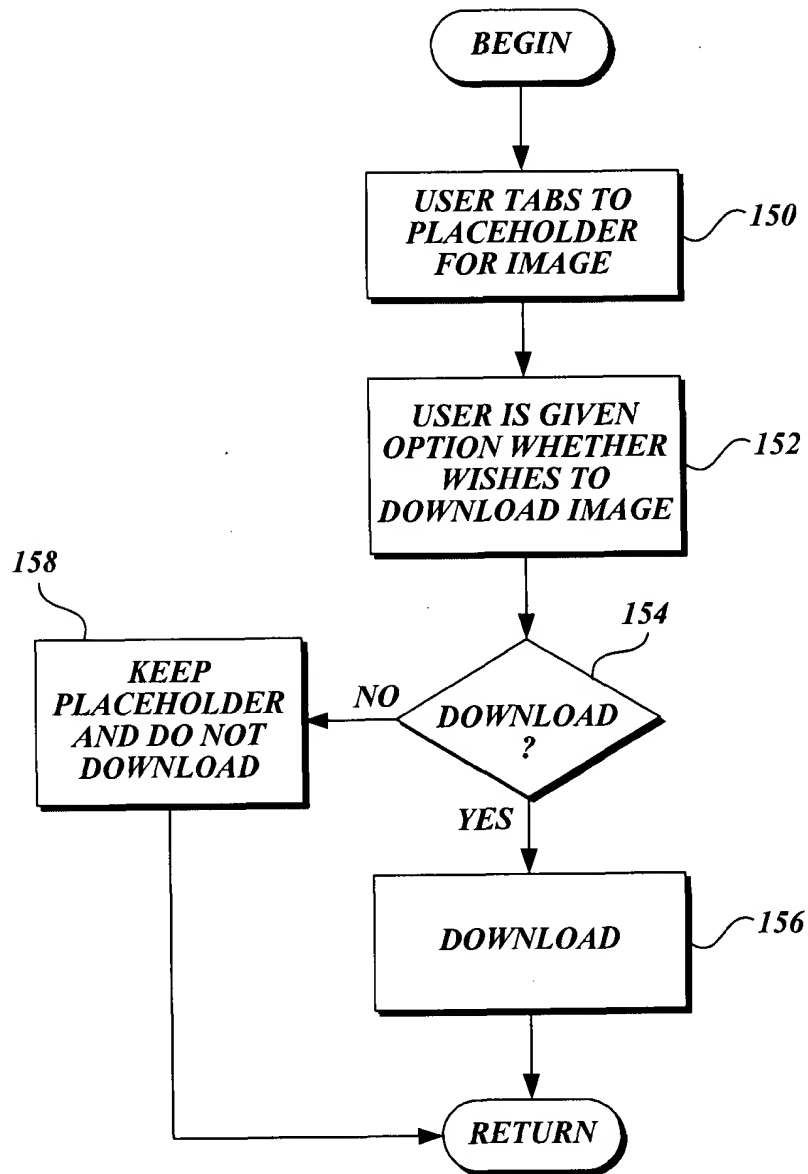 BEGIN
USER TABS TO
PLACEHOLDER
FOR IMAGE
150
USER IS GIVEN
OPTION WHETHER
WISHES TO
DOWNLOAD IMAGE
152
154
DOWNLOAD
?
NO
158
KEEP
PLACEHOLDER
AND DO NOT
DOWNLOAD
YES
DOWNLOAD
156
RETURN